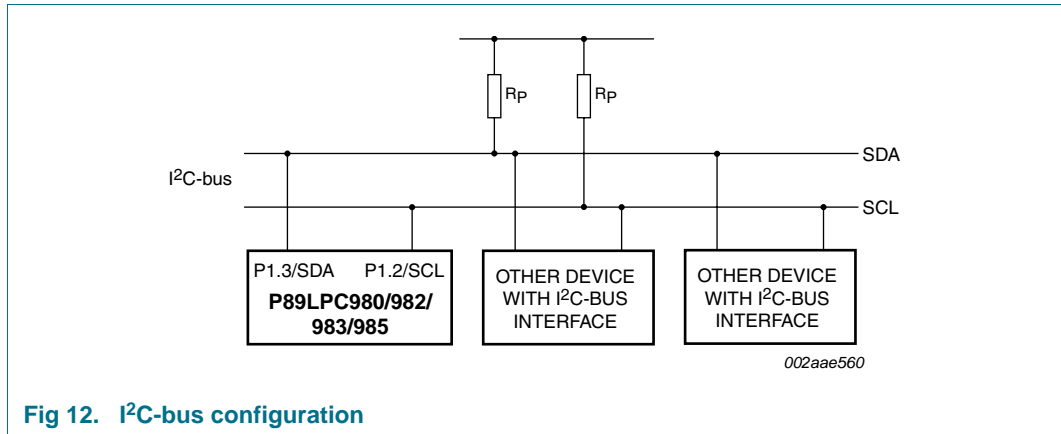 RP RP
SDA
I2C-bus
SCL
P1.3/SDA P1.2/SCL
P89LPC980/982/
983/985
OTHER DEVICE
WITH I2C-BUS
INTERFACE
OTHER DEVICE
WITH I2C-BUS
INTERFACE
002aae560
Fig 12. I2C-bus configuration